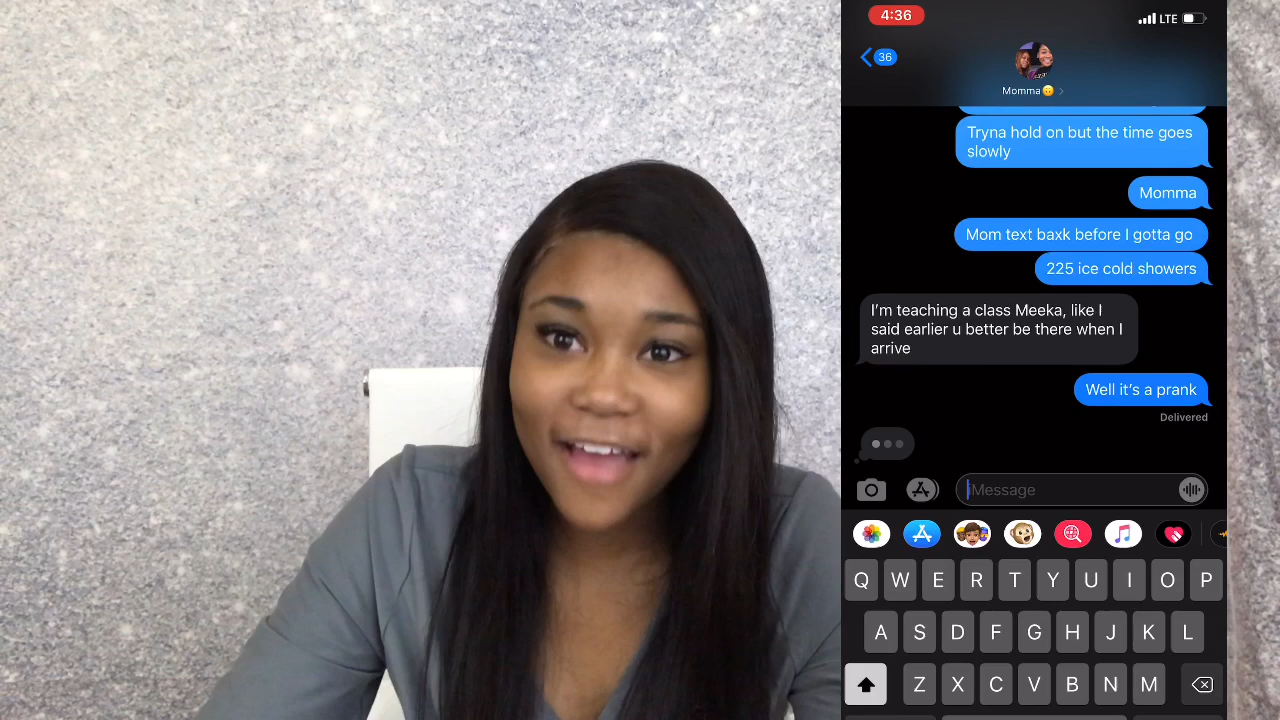 4:36
LTE
36
Momma
Tryna hold on but the time goes
slowly
Momma
Mom text baxk before I gotta go
225 ice cold showers
I'm teaching a class Meeka, like I
said earlier u better be there when I
arrive
Well it's a prank
Delivered
iMessage
Q W E R T Y U I O P
A S D F G H J K L
Z X C V B N M